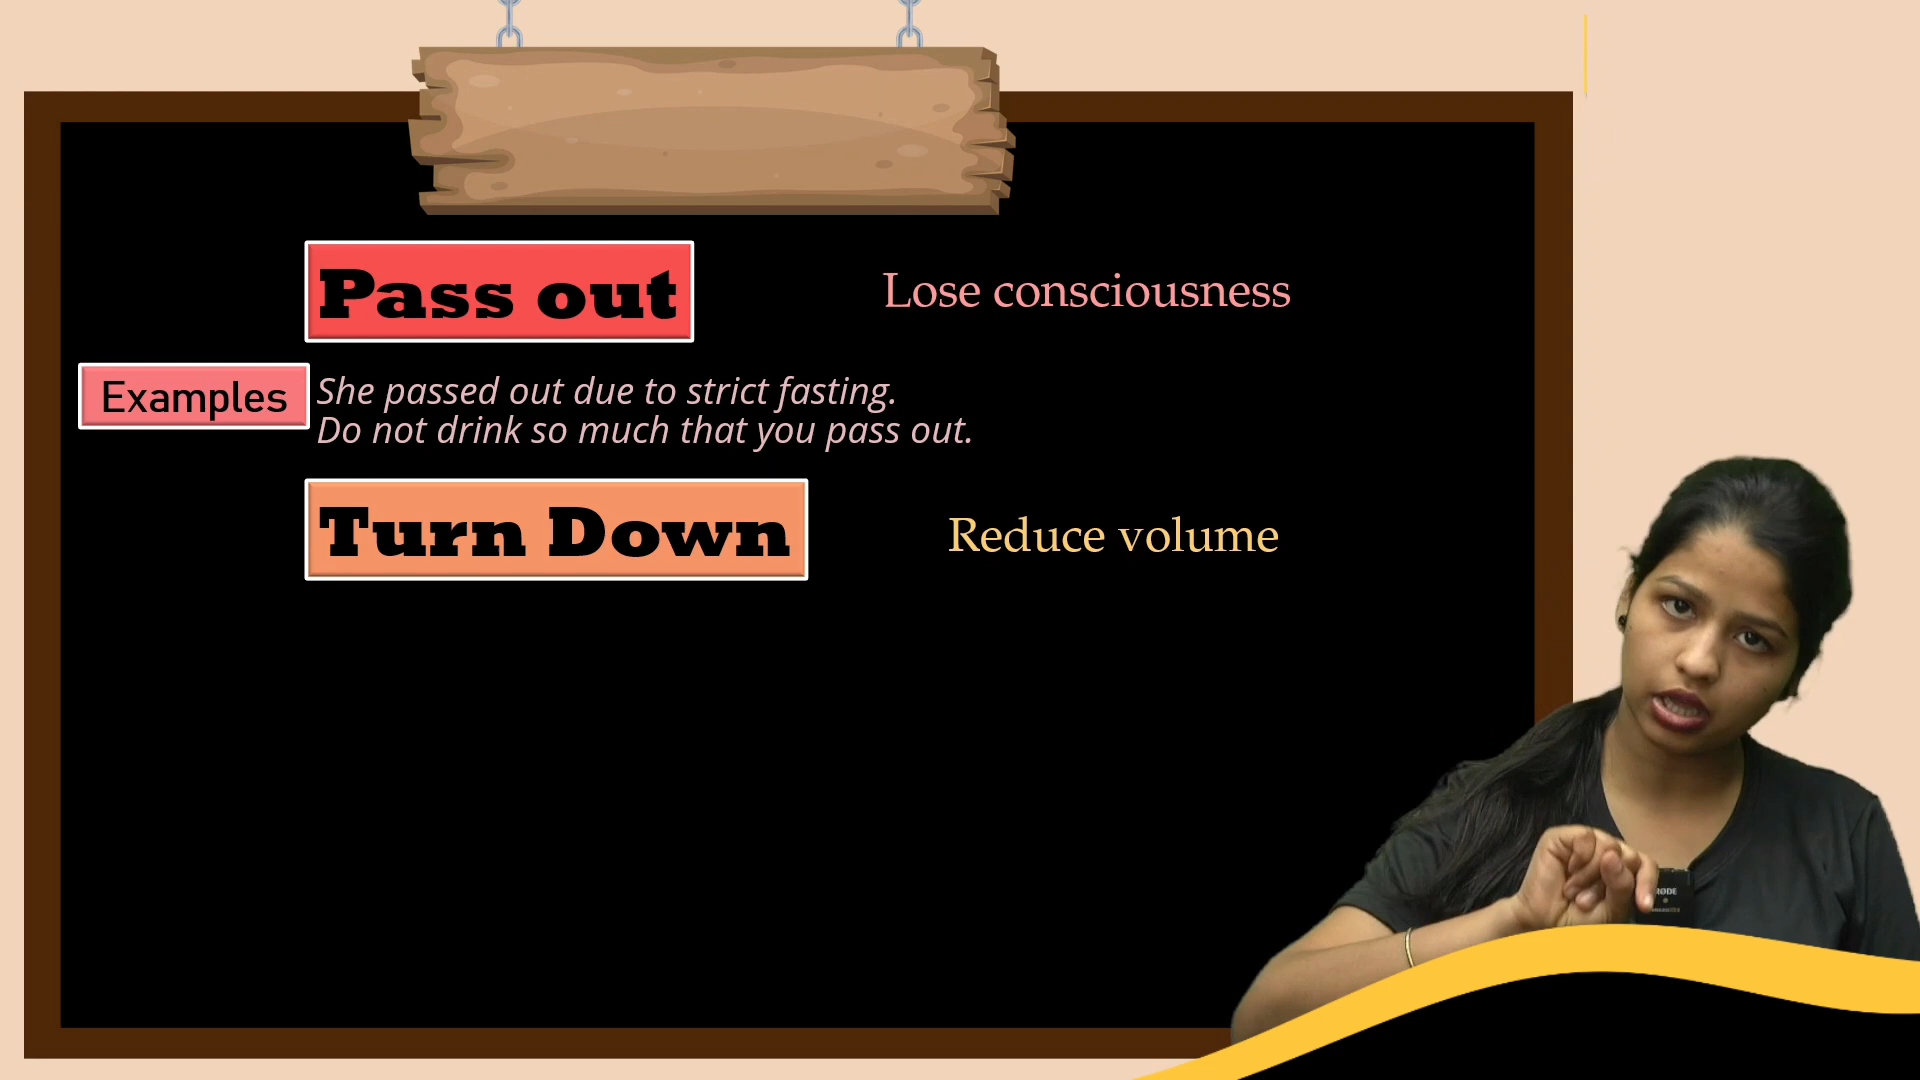 Pass out
Lose consciousness
Examples
She passed out due to strict fasting.
Do not drink so much that you pass out.
Turn Down
Reduce volume
RØDE